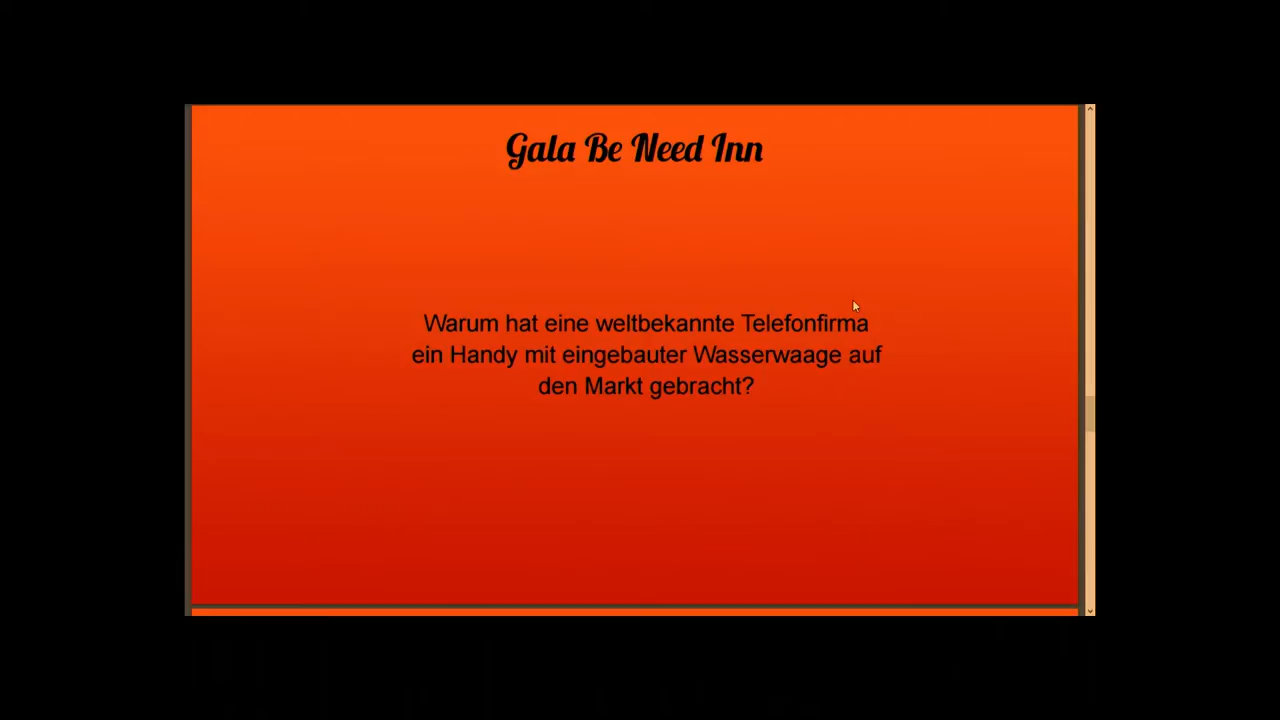 Gala Be Need Inn
Warum hat eine weltbekannte Telefonfirma
ein Handy mit eingebauter Wasserwaage auf
den Markt gebracht?